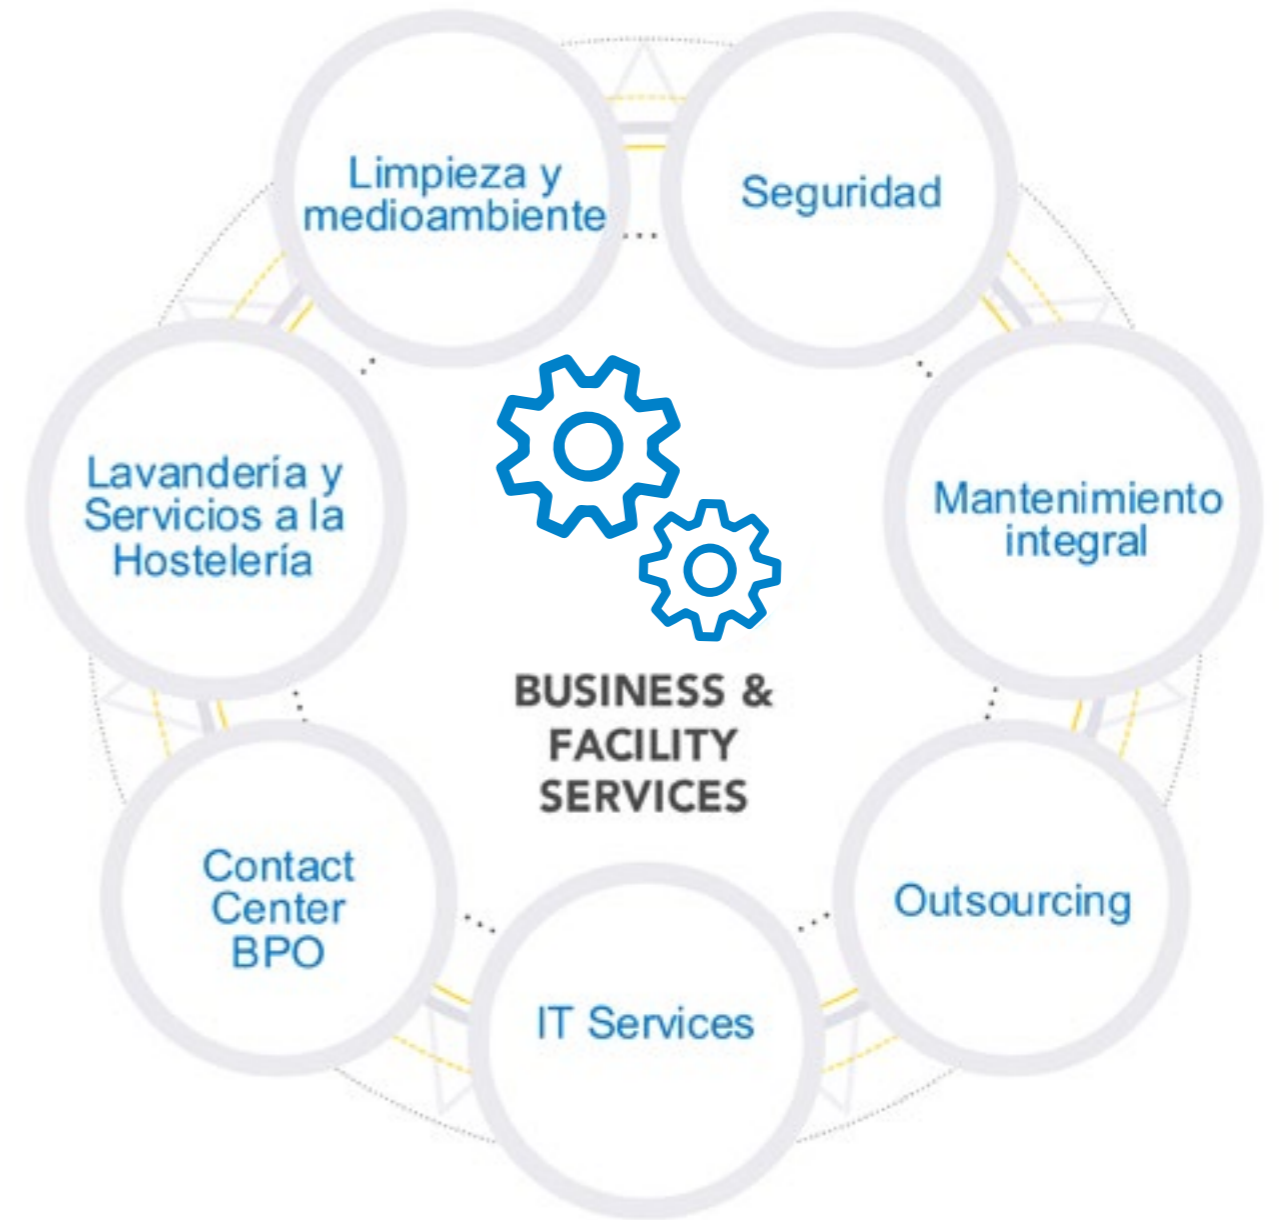 Limpieza y
medioambiente
Seguridad
Lavandería y
Servicios a la
Hostelería
Mantenimiento
integral
BUSINESS &
FACILITY
SERVICES
Contact
Center
BPO
Outsourcing
IT Services